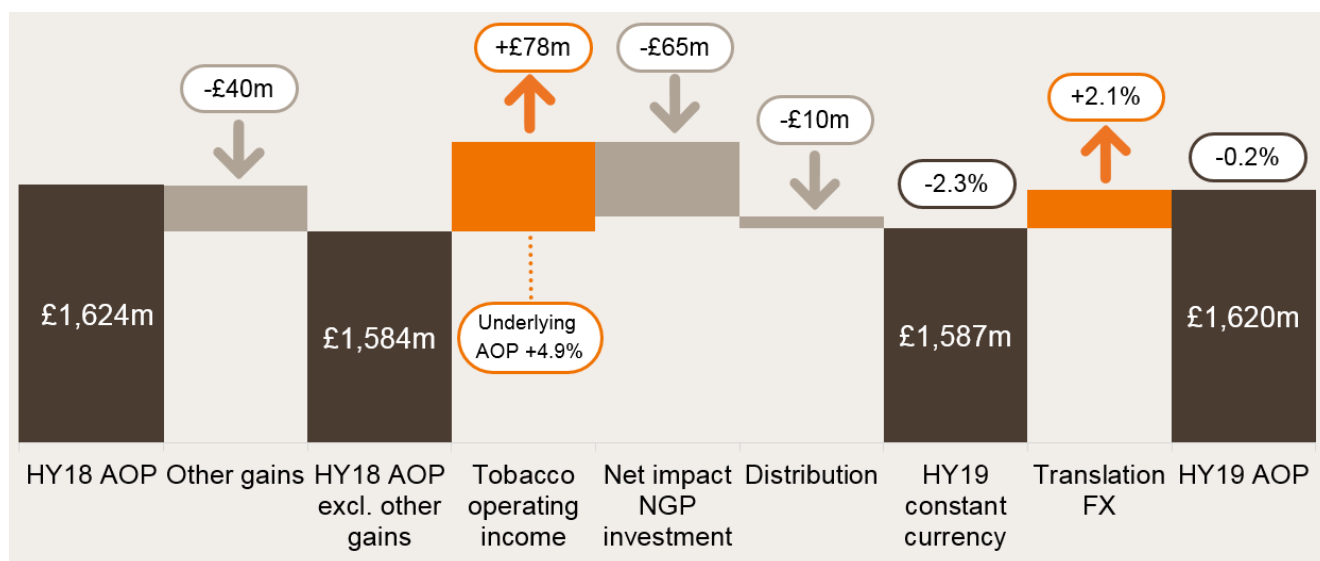 +£78m
-£65m
-£40m
+2.1%
-£10m
-0.2%
-2.3%
£1,624m
£1,584m
Underlying
AOP +4.9%
£1,587m
£1,620m
HY18 AOP
Other gains
HY18 AOP
excl. other
gains
Tobacco
operating
income
Net impact
NGP
investment
Distribution
HY19
constant
currency
Translation
FX
HY19 AOP